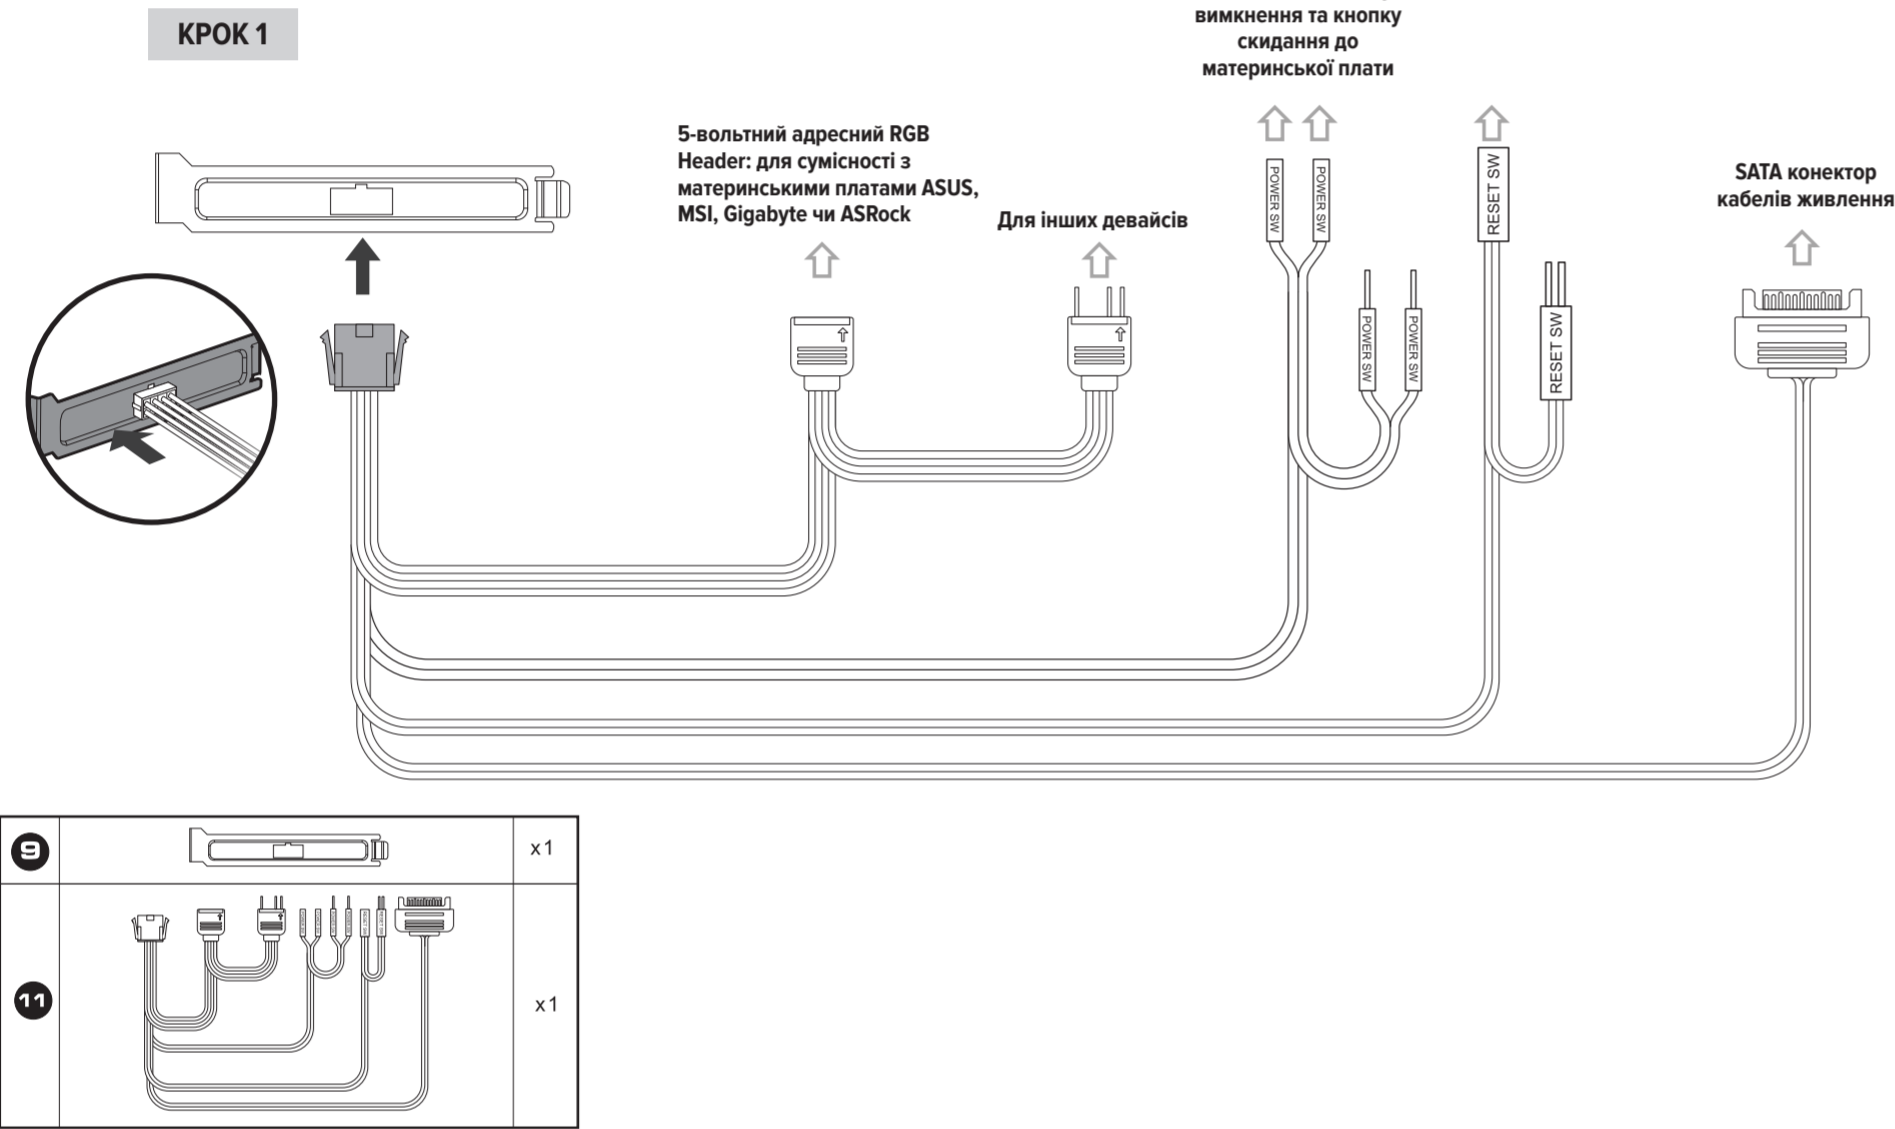 КРОК 1
вимкнення та кнопку
скидання до
материнської плати
5-вольтний адресний RGB
Header: для сумісності з
материнськими платами ASUS,
MSI, Gigabyte чи ASRock
Для інших девайсів
POWER SW
POWER SW
POWER SW
POWER SW
RESET SW
RESET SW
SATA конектор
кабелів живлення
9
x1
11
x1